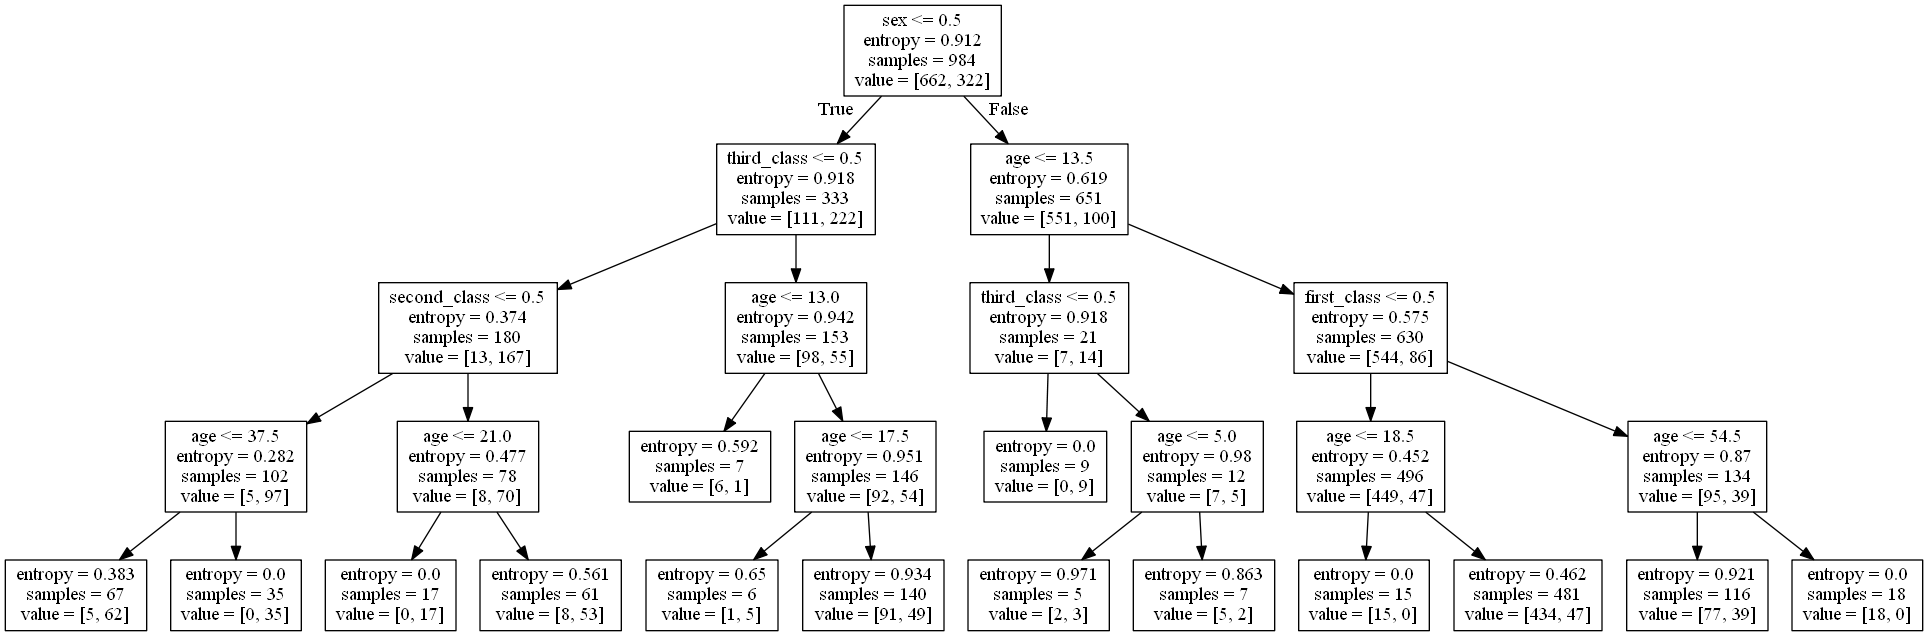 sex <= 0.5
entropy = 0.912
samples = 984
value = [662, 322]
True
False
third_class <= 0.5
entropy = 0.918
samples = 333
value = [111, 222]
age <= 13.5
entropy = 0.619
samples = 651
value = [551, 100]
second_class <= 0.5
entropy = 0.374
samples = 180
value = [13, 167]
age <= 13.0
entropy = 0.942
samples = 153
value = [98, 55]
third_class <= 0.5
entropy = 0.918
samples = 21
value = [7, 14]
first_class <= 0.5
entropy = 0.575
samples = 630
value = [544, 86]
age <= 37.5
entropy = 0.282
samples = 102
value = [5, 97]
age <= 21.0
entropy = 0.477
samples = 78
value = [8, 70]
entropy = 0.592
samples = 7
value = [6, 1]
age <= 17.5
entropy = 0.951
samples = 146
value = [92, 54]
entropy = 0.0
samples = 9
value = [0, 9]
age <= 5.0
entropy = 0.98
samples = 12
value = [7, 5]
age <= 18.5
entropy = 0.452
samples = 496
value = [449, 47]
age <= 54.5
entropy = 0.87
samples = 134
value = [95, 39]
entropy = 0.383
samples = 67
value = [5, 62]
entropy = 0.0
samples = 35
value = [0, 35]
entropy = 0.0
samples = 17
value = [0, 17]
entropy = 0.561
samples = 61
value = [8, 53]
entropy = 0.65
samples = 6
value = [1, 5]
entropy = 0.934
samples = 140
value = [91, 49]
entropy = 0.971
samples = 5
value = [2, 3]
entropy = 0.863
samples = 7
value = [5, 2]
entropy = 0.0
samples = 15
value = [15, 0]
entropy = 0.462
samples = 481
value = [434, 47]
entropy = 0.921
samples = 116
value = [77, 39]
entropy = 0.0
samples = 18
value = [18, 0]